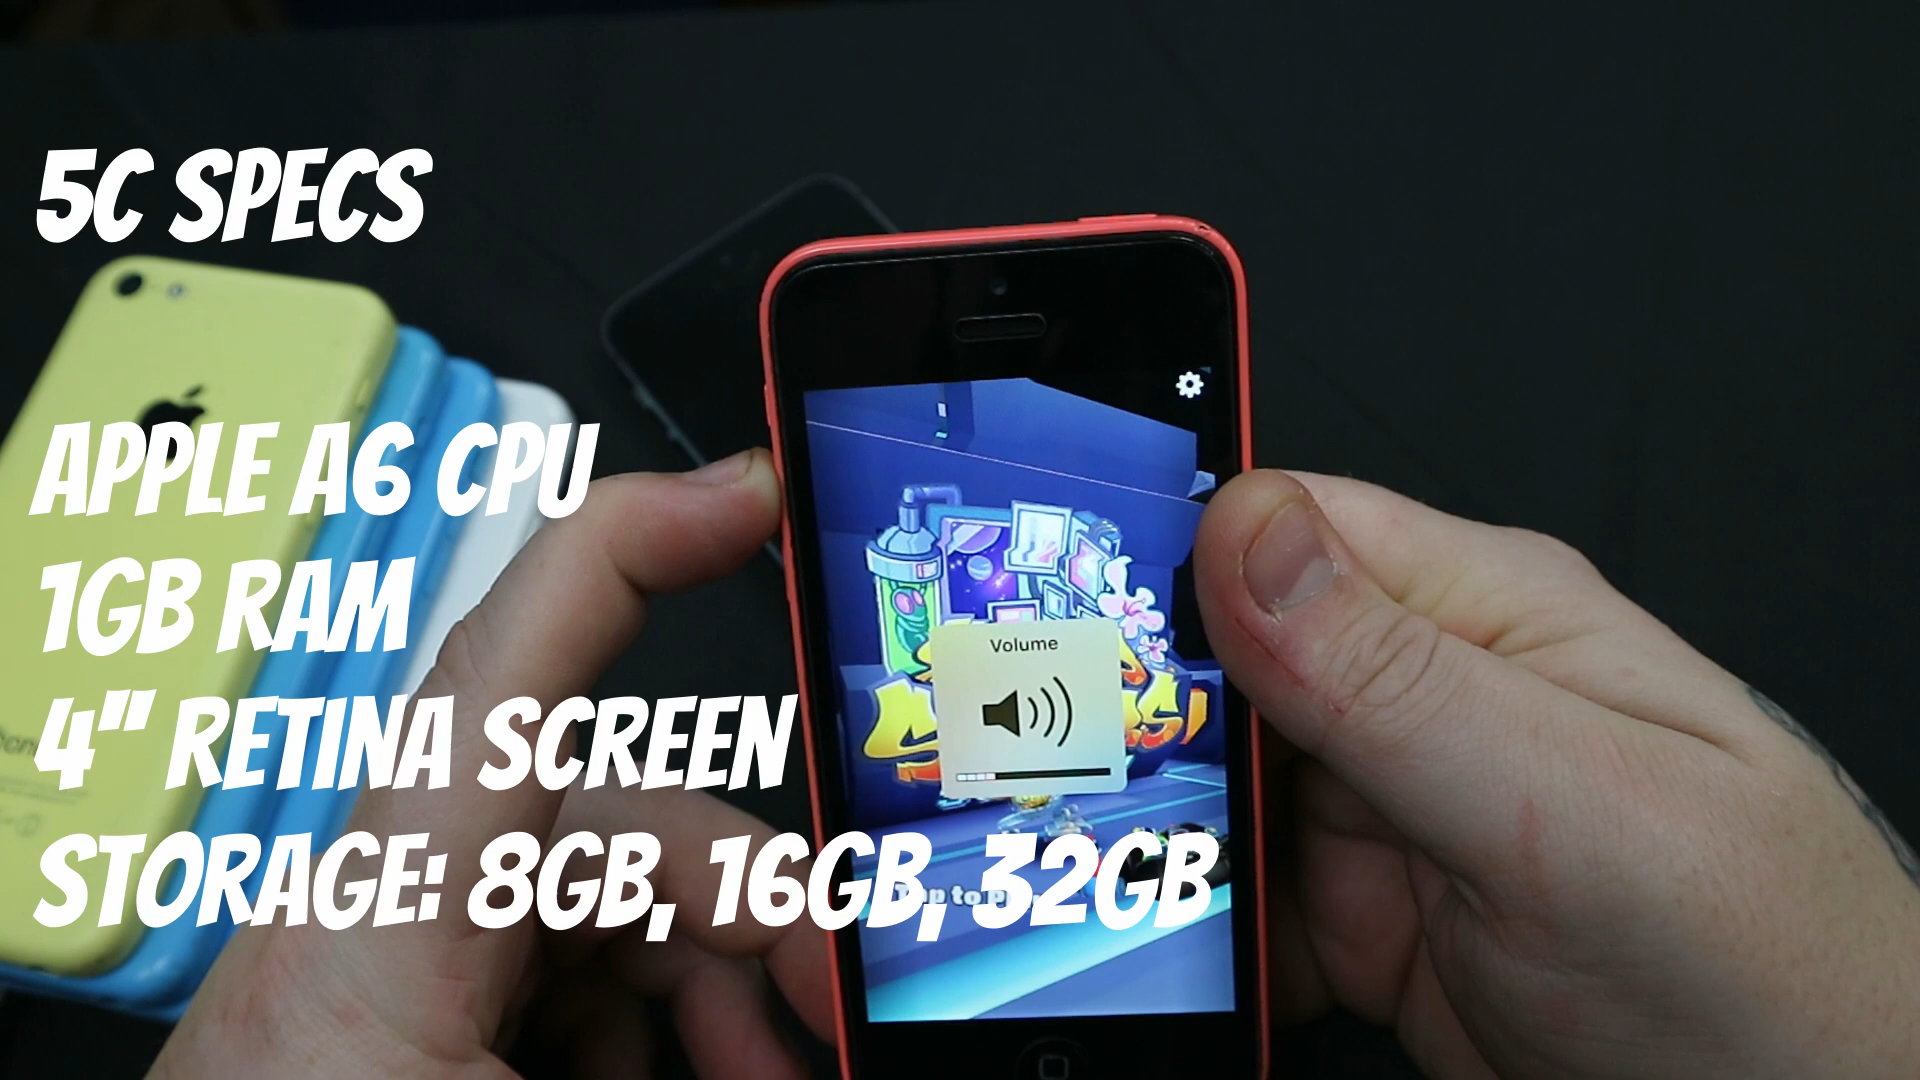 5C SPECS
APPLE A6 CPU
1GB RAM
4" RETINA SCREEN
STORAGE: 8GB, 16GB, 32GB
Volume